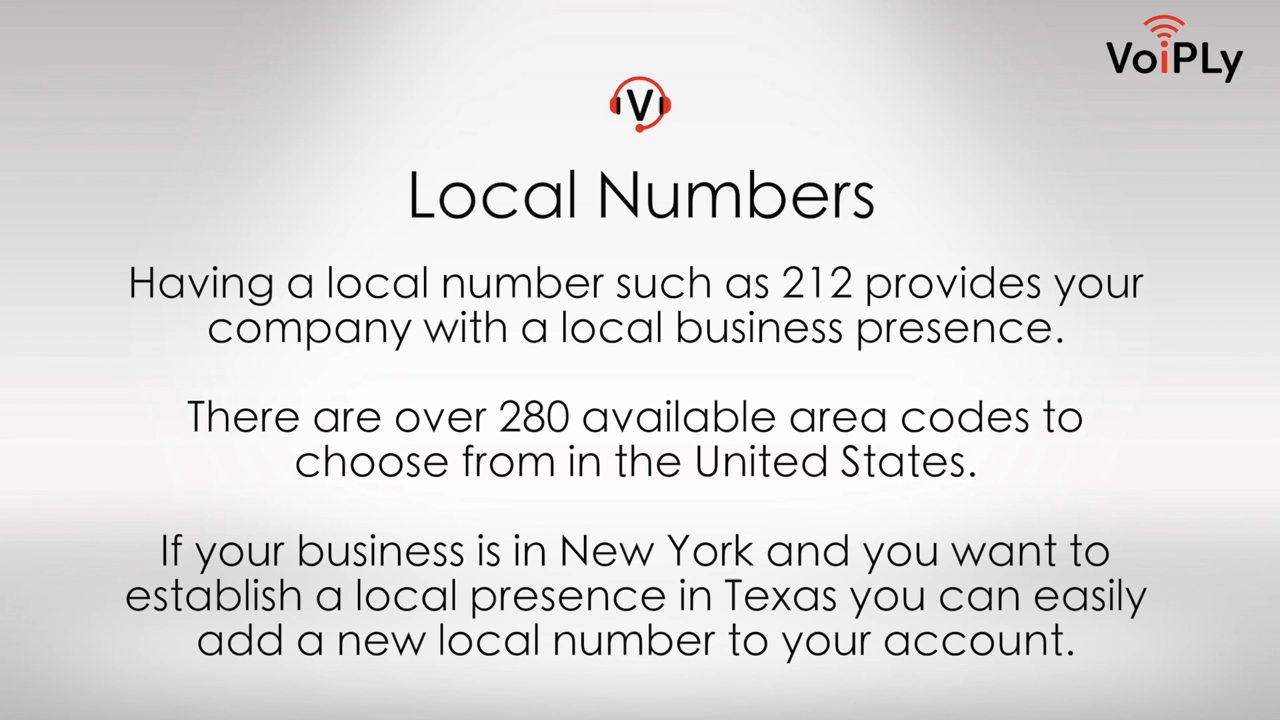 VoiPLy
V
Local Numbers
Having a local number such as 212 provides your
company with a local business presence.
There are over 280 available area codes to
choose from in the United States.
If your business is in New York and you want to
establish a local presence in Texas you can easily
add a new local number to your account.